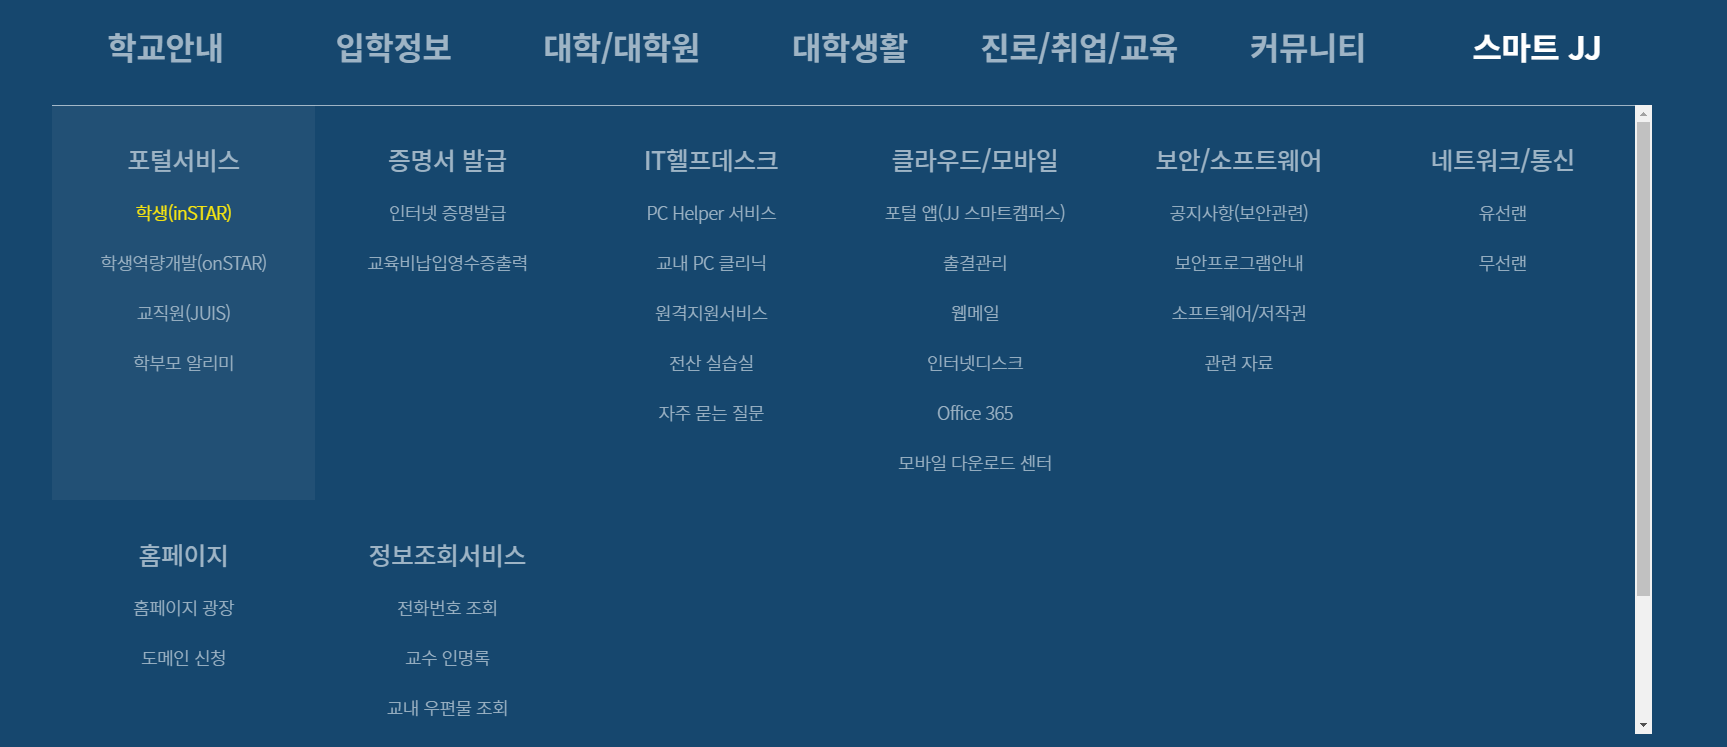 학교안내
입학정보
대학/대학원
대학생활
진로/취업/교육
커뮤니티
스마트 JJ
포털서비스
학생(inSTAR)
학생역량개발(onSTAR)
교직원(JUIS)
학부모 알리미
증명서 발급
인터넷 증명발급
교육비납입영수증출력
IT헬프데스크
PC Helper 서비스
교내 PC 클리닉
원격지원서비스
전산 실습실
자주 묻는 질문
클라우드/모바일
포털 앱(JJ 스마트캠퍼스)
출결관리
웹메일
인터넷디스크
Office 365
모바일 다운로드 센터
보안/소프트웨어
공지사항(보안관련)
보안프로그램안내
소프트웨어/저작권
관련 자료
네트워크/통신
유선랜
무선랜
홈페이지
홈페이지 광장
도메인 신청
정보조회서비스
전화번호 조회
교수 인명록
교내 우편물 조회